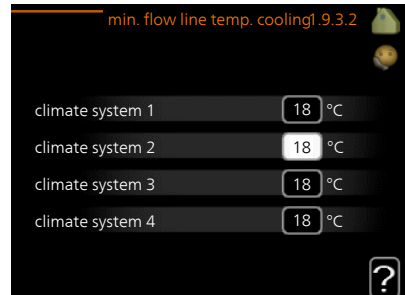 min. flow line temp. cooling1.9.3.2
climate system 1 18 °C
climate system 2 18 °C
climate system 3 18 °C
climate system 4 18 °C
?